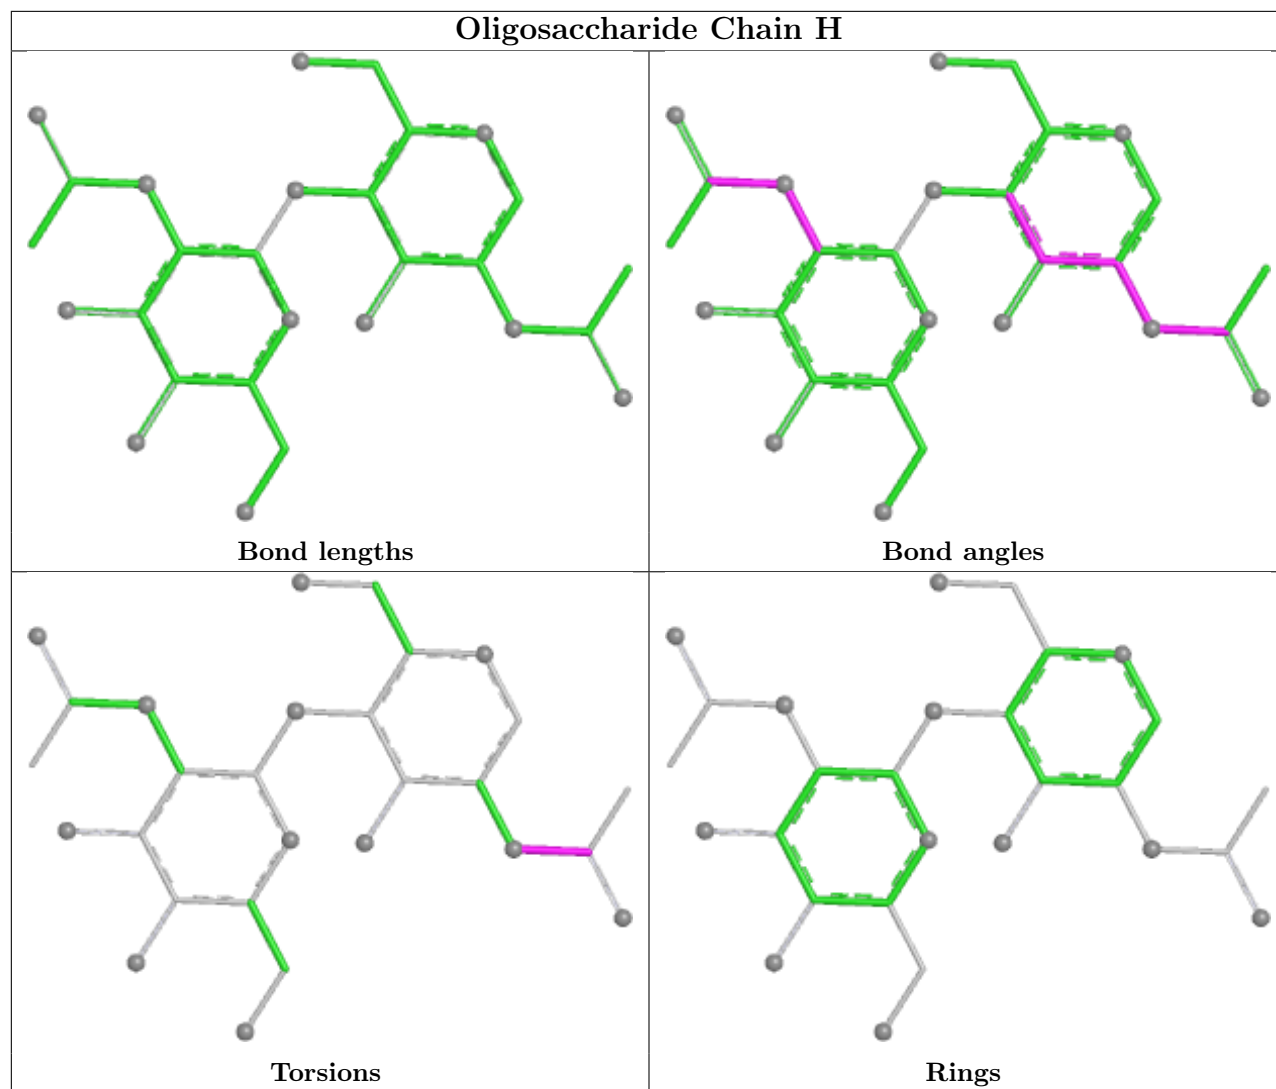 Oligosaccharide Chain H
Bond lengths
Bond angles
Torsions
Rings